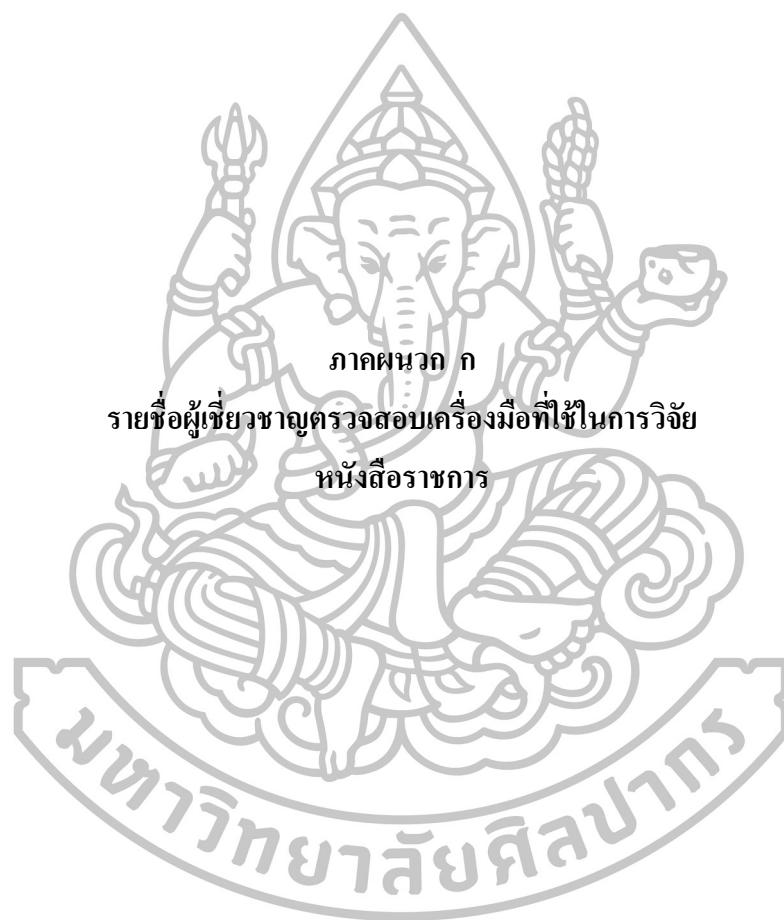 ภาคผนวก ก
รายชื่อผู้เชี่ยวชาญตรวจสอบเครื่องมือที่ใช้ในการวิจัย
หนังสือราชการ
มหาวิทยาลัยศิลปากร